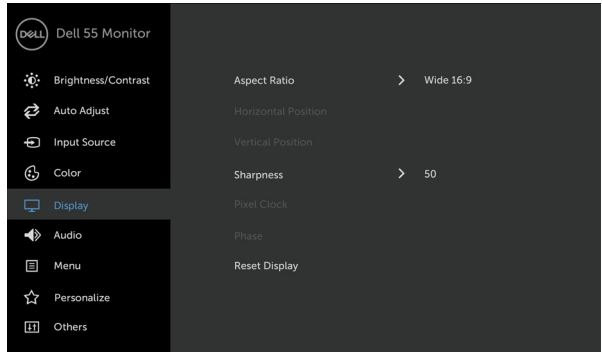 DELL Dell 55 Monitor
Brightness/Contrast
Auto Adjust
Input Source
Color
Display
Audio
Menu
Personalize
Others
Aspect Ratio > Wide 16:9
Horizontal Position
Vertical Position
Sharpness > 50
Pixel Clock
Phase
Reset Display